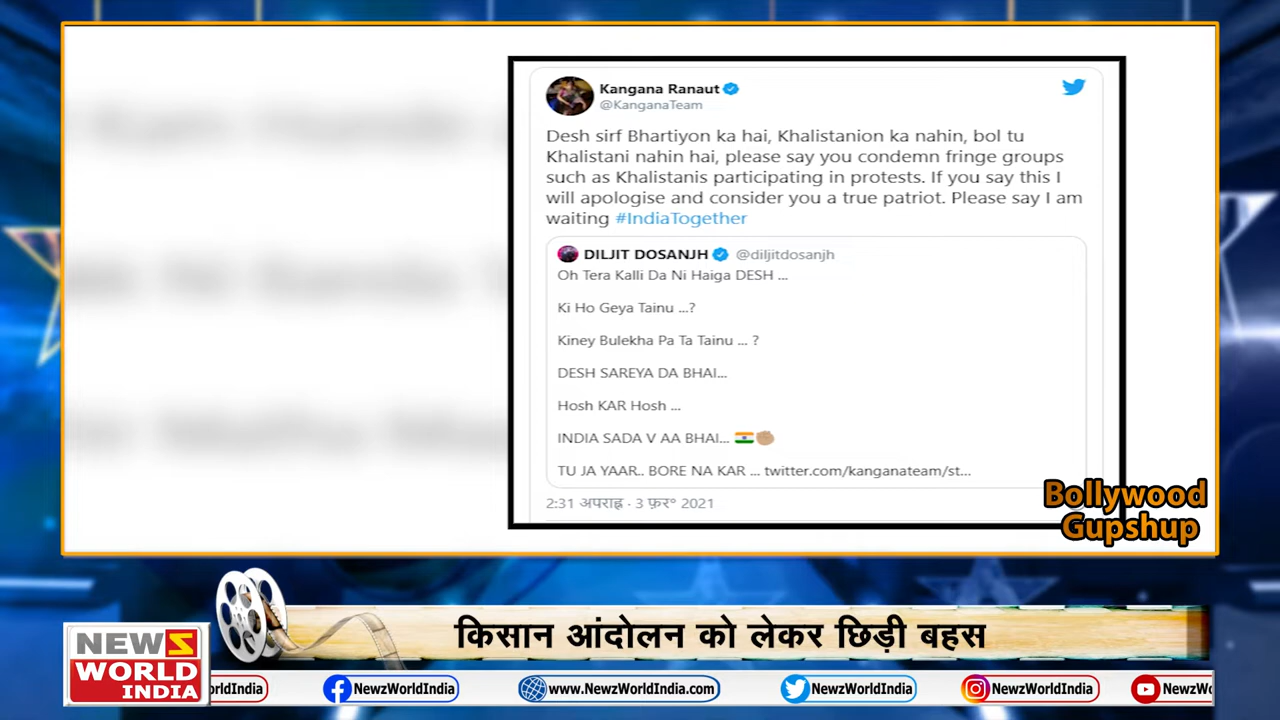 Kangana Ranaut
@KanganaTeam
Desh sirf Bhartiyon ka hai, Khalistanion ka nahin, bol tu
Khalistani nahin hai, please say you condemn fringe groups
such as Khalistanis participating in protests. If you say this I
will apologise and consider you a true patriot. Please say I am
waiting #IndiaTogether
DILJIT DOSANJH @diljitdosanjh
Oh Tera Kalli Da Ni Haiga DESH ...
Ki Ho Geya Tainu ...?
Kiney Bulekha Pa Ta Tainu ... ?
DESH SAREYA DA BHAI...
Hosh KAR Hosh ...
INDIA SADA V AA BHAI... 🇮🇳✊🏽
TU JA YAAR.. BORE NA KAR ... twitter.com/kanganateam/st...
2:31 अपराह्न · 3 फ़र॰ 2021
Bollywood
Gupshup
किसान आंदोलन को लेकर छिड़ी बहस
NEWS
WORLD
INDIA
orldIndia
NewzWorldIndia
www.NewzWorldIndia.com
NewzWorldIndia
NewzWorldIndia
NewzWo